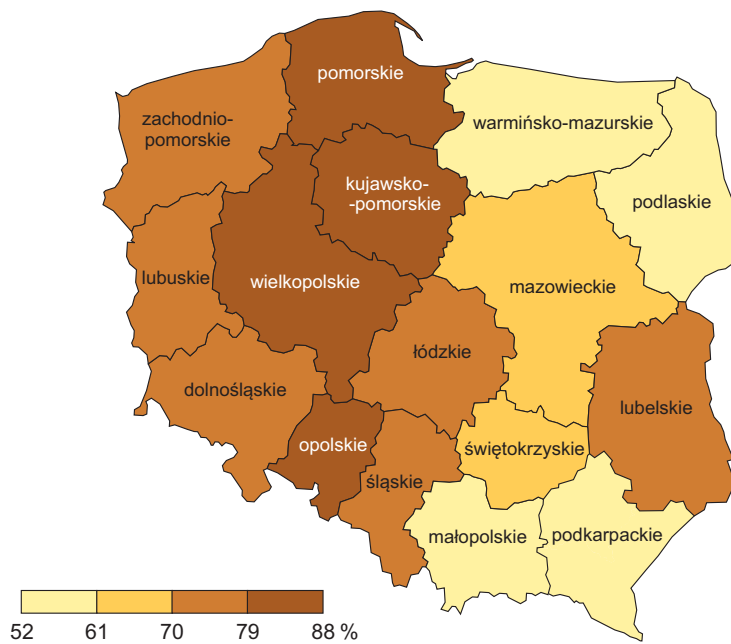 pomorskie
zachodnio-
pomorskie
warmińsko-mazurskie
kujawsko-
-pomorskie
podlaskie
lubuskie
wielkopolskie
mazowieckie
łódzkie
dolnośląskie
lubelskie
opolskie
świętokrzyskie
śląskie
małopolskie
podkarpackie
52 61 70 79 88 %